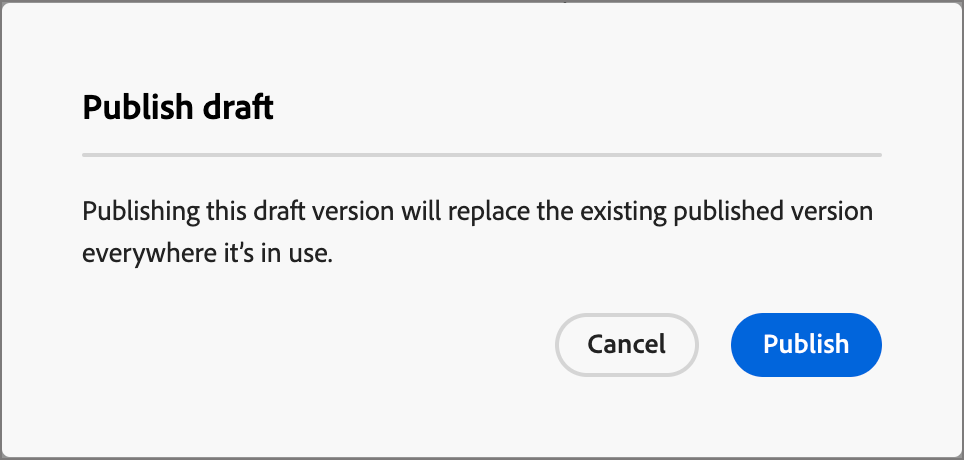 Publish draft
Publishing this draft version will replace the existing published version
everywhere it’s in use.
Cancel
Publish